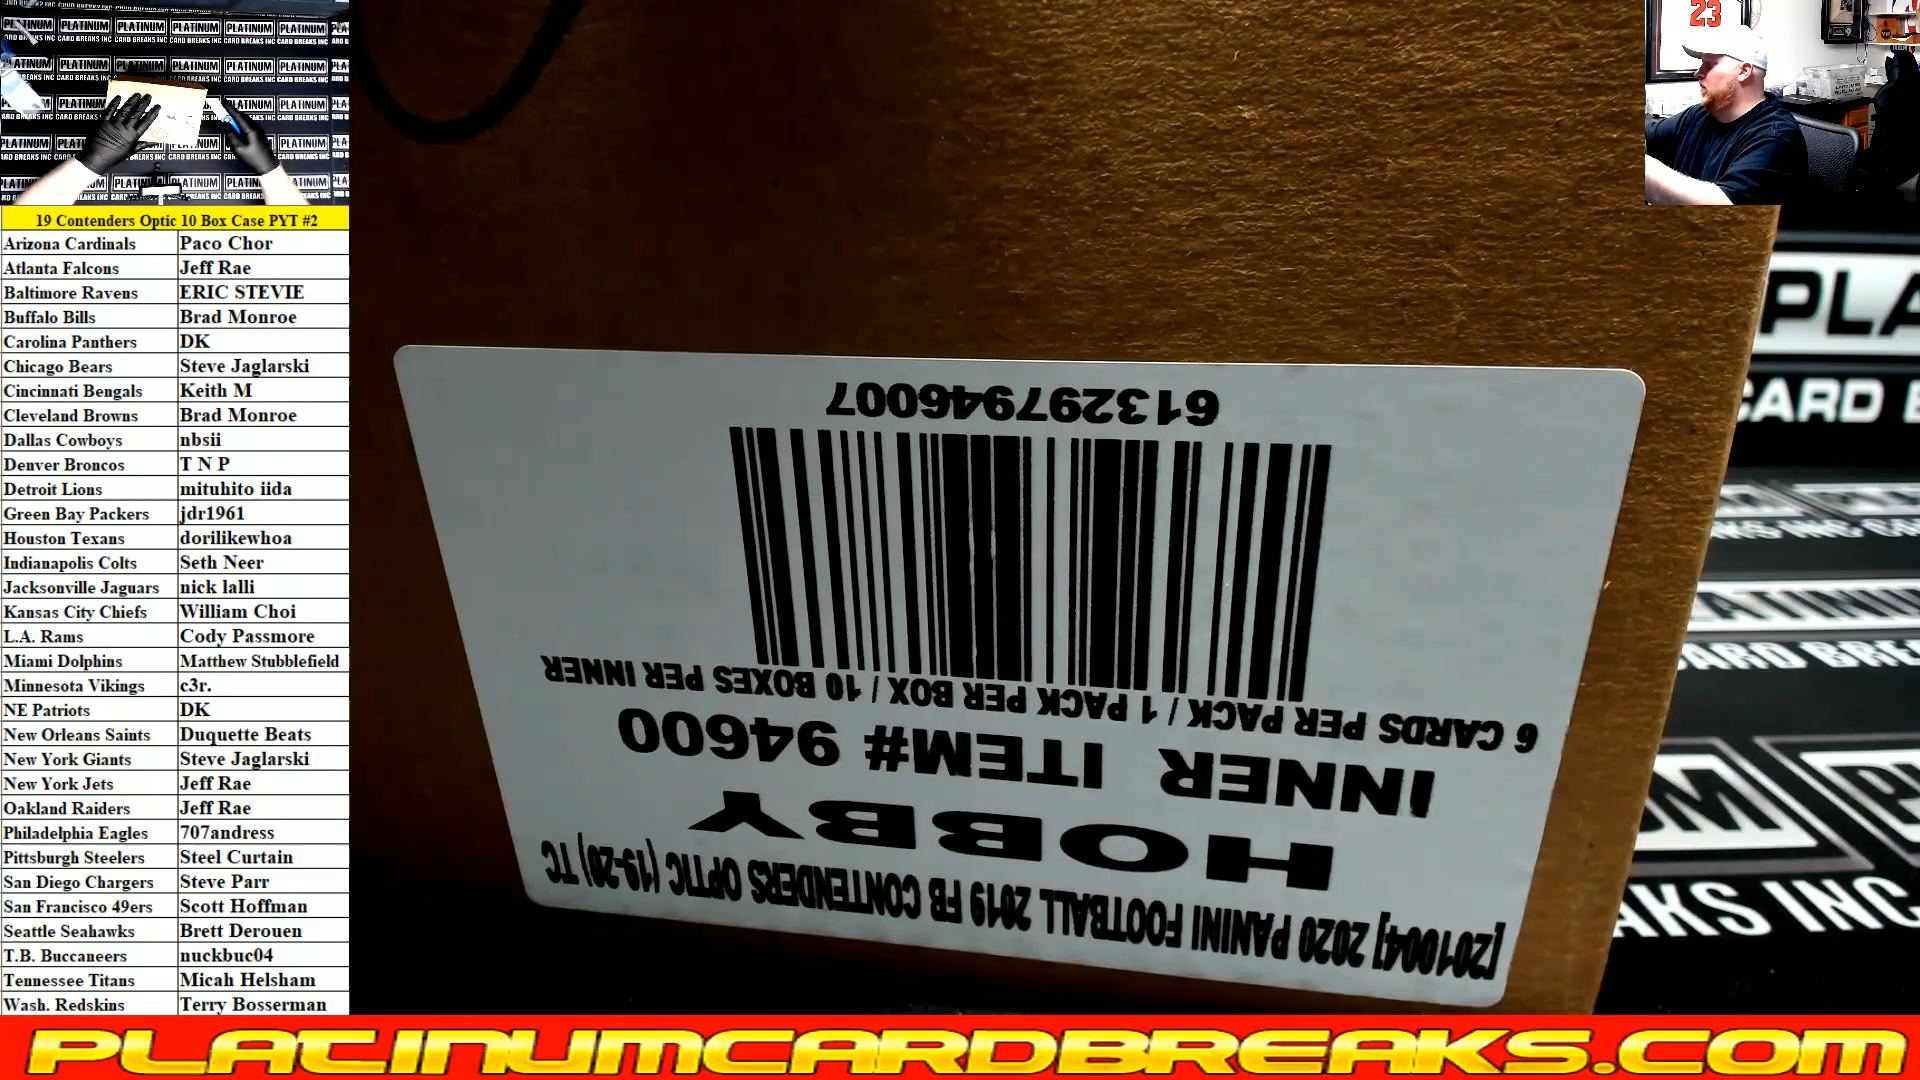 19 Contenders Optic 10 Box Case PYT #2
Arizona Cardinals Paco Chor
Atlanta Falcons Jeff Rae
Baltimore Ravens ERIC STEVIE
Buffalo Bills Brad Monroe
Carolina Panthers DK
Chicago Bears Steve Jaglarski
Cincinnati Bengals Keith M
Cleveland Browns Brad Monroe
Dallas Cowboys nbsii
Denver Broncos T N P
Detroit Lions mituhito iida
Green Bay Packers jdr1961
Houston Texans dorilikewhoa
Indianapolis Colts Seth Neer
Jacksonville Jaguars nick lalli
Kansas City Chiefs William Choi
L.A. Rams Cody Passmore
Miami Dolphins Matthew Stubblefield
Minnesota Vikings c3r.
NE Patriots DK
New Orleans Saints Duquette Beats
New York Giants Steve Jaglarski
New York Jets Jeff Rae
Oakland Raiders Jeff Rae
Philadelphia Eagles 707andress
Pittsburgh Steelers Steel Curtain
San Diego Chargers Steve Parr
San Francisco 49ers Scott Hoffman
Seattle Seahawks Brett Derouen
T.B. Buccaneers nuckbuc04
Tennessee Titans Micah Helsham
Wash. Redskins Terry Bosserman
[201004] 2020 PANINI FOOTBALL 2019 FB CONTENDERS OPTIC (19-20) TC
HOBBY
INNER ITEM# 94600
6 CARDS PER PACK / 1 PACK PER BOX / 10 BOXES PER INNER
613297946007
23
PLATINUM
CARD BREAKS INC
PLATINUMCARDBREAKS.COM